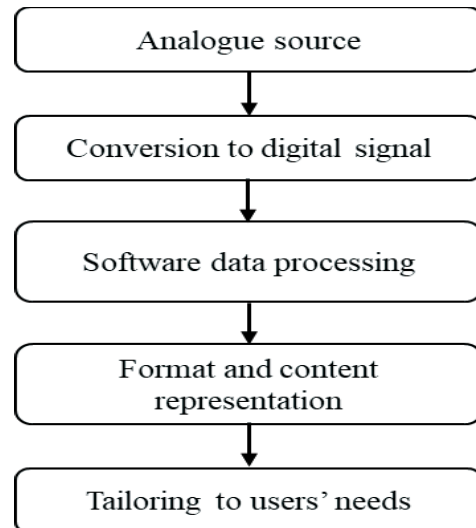 Analogue source
Conversion to digital signal
Software data processing
Format and content
representation
Tailoring to users’ needs